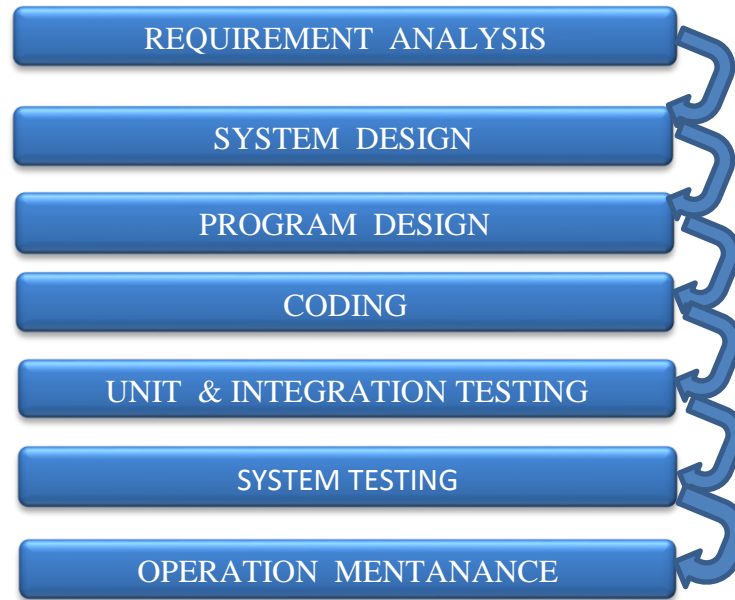 REQUIREMENT ANALYSIS
SYSTEM DESIGN
PROGRAM DESIGN
CODING
UNIT & INTEGRATION TESTING
SYSTEM TESTING
OPERATION MENTANANCE